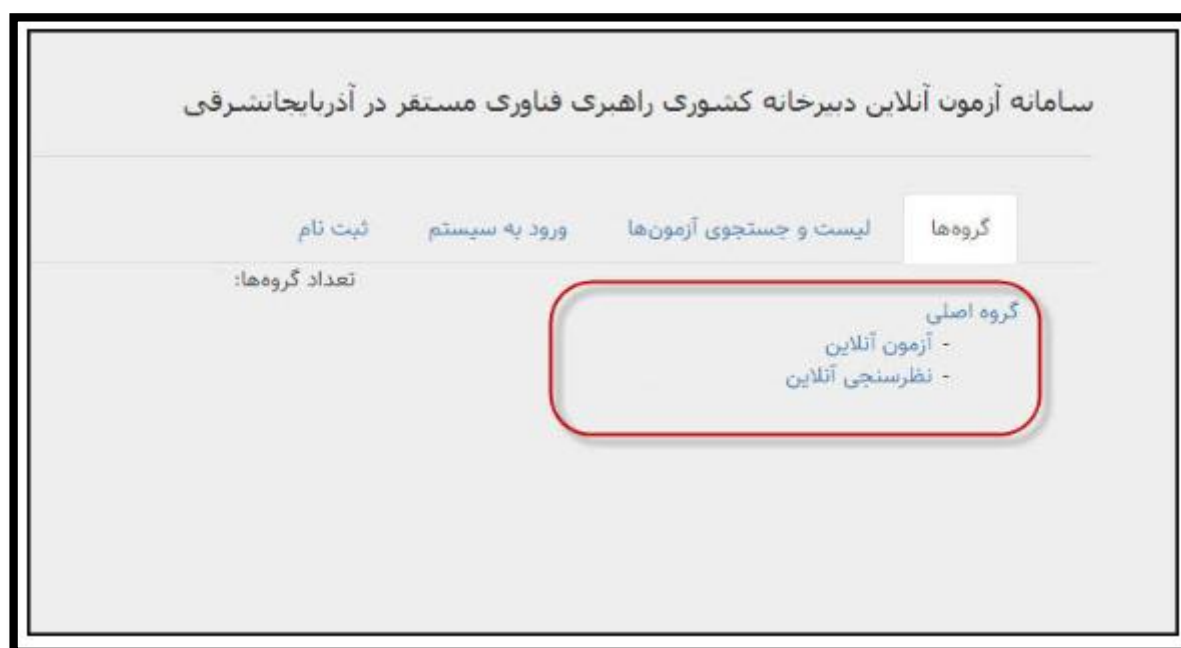 سامانه آزمون آنلاین دبیرخانه کشوری راهبری فناوری مستقر در آذربایجانشرقی
گروه‌ها لیست و جستجوی آزمون‌ها ورود به سیستم ثبت نام
تعداد گروه‌ها:
گروه اصلی
- آزمون آنلاین
- نظرسنجی آنلاین